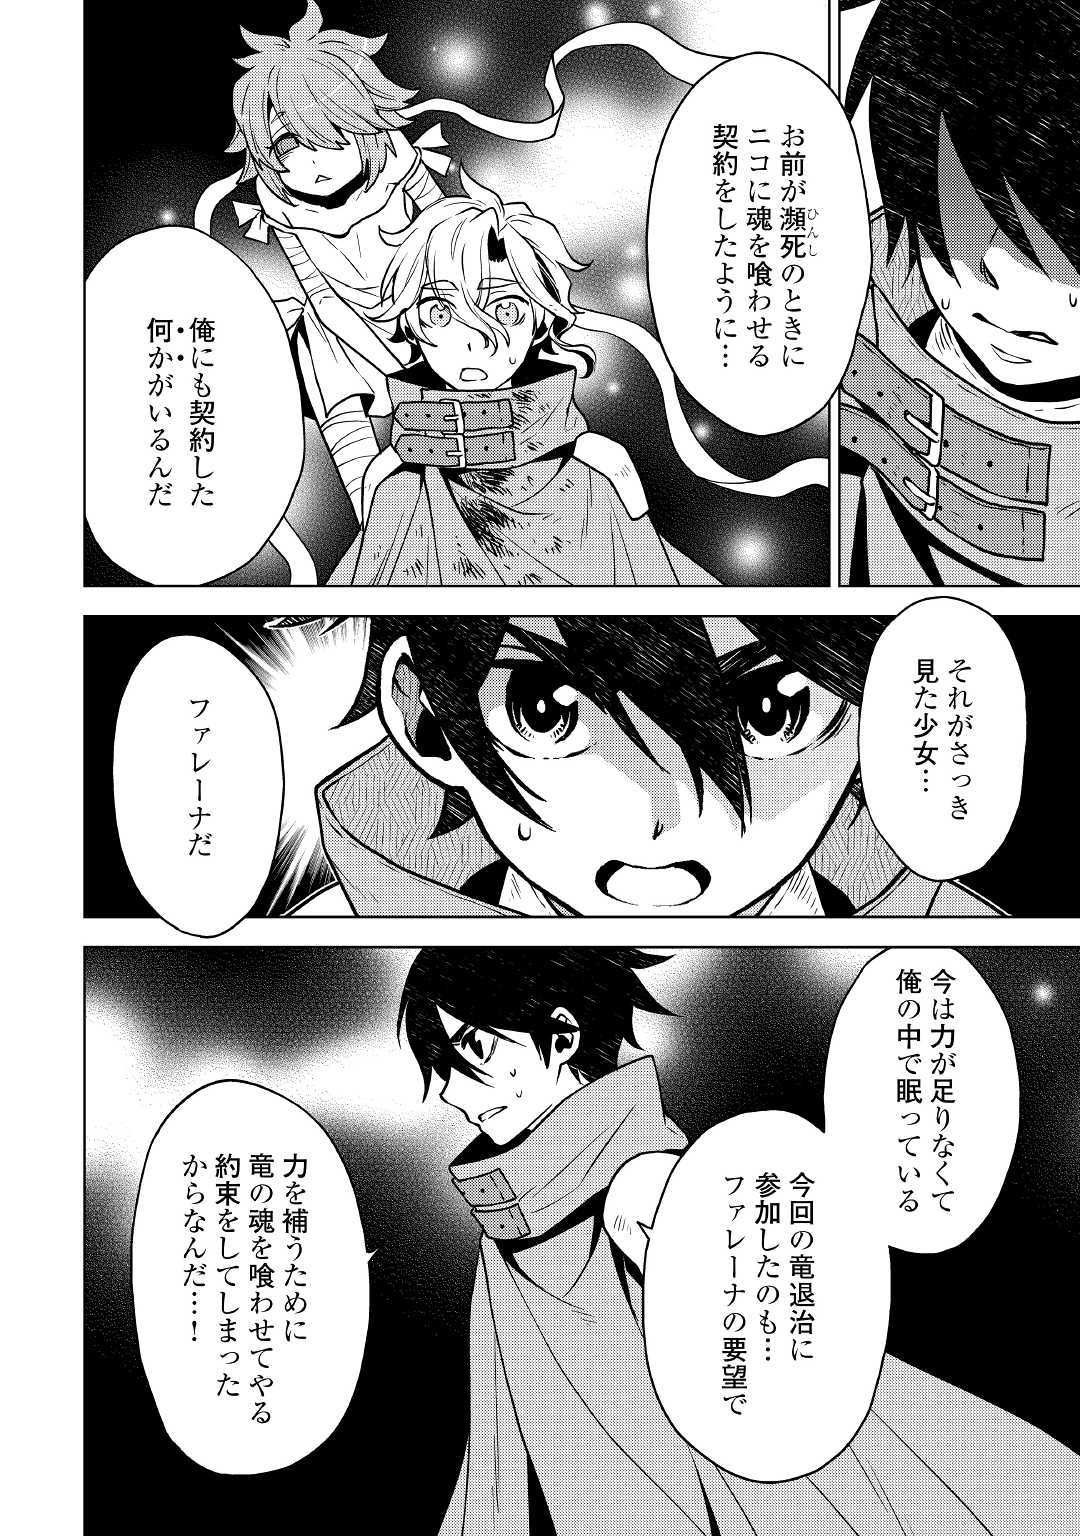 お前が瀕死のときに
ひんし
ニコに魂を喰わせる
契約をしたように…
俺にも契約した
何かがいるんだ
それがさっき
見た少女…
ファレーナだ
今は力が足りなくて
俺の中で眠っている
今回の竜退治に
参加したのも…
ファレーナの要望で
力を補うために
竜の魂を喰わせてやる
約束をしてしまった
からなんだ…！